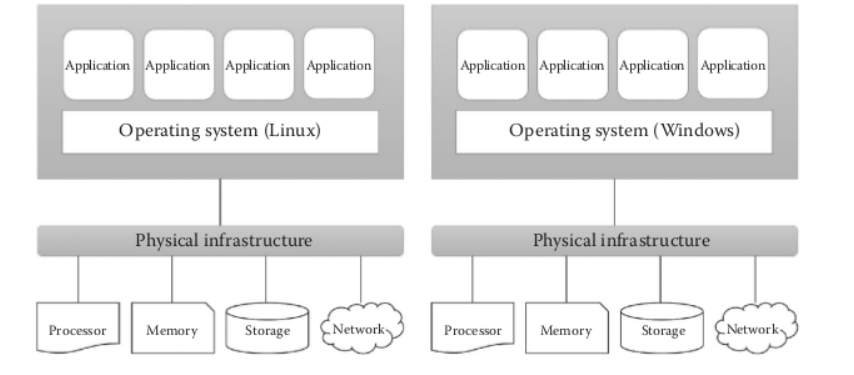 Application Application Application Application
Operating system (Linux)
Physical infrastructure
Processor Memory Storage Network
Application Application Application Application
Operating system (Windows)
Physical infrastructure
Processor Memory Storage Network